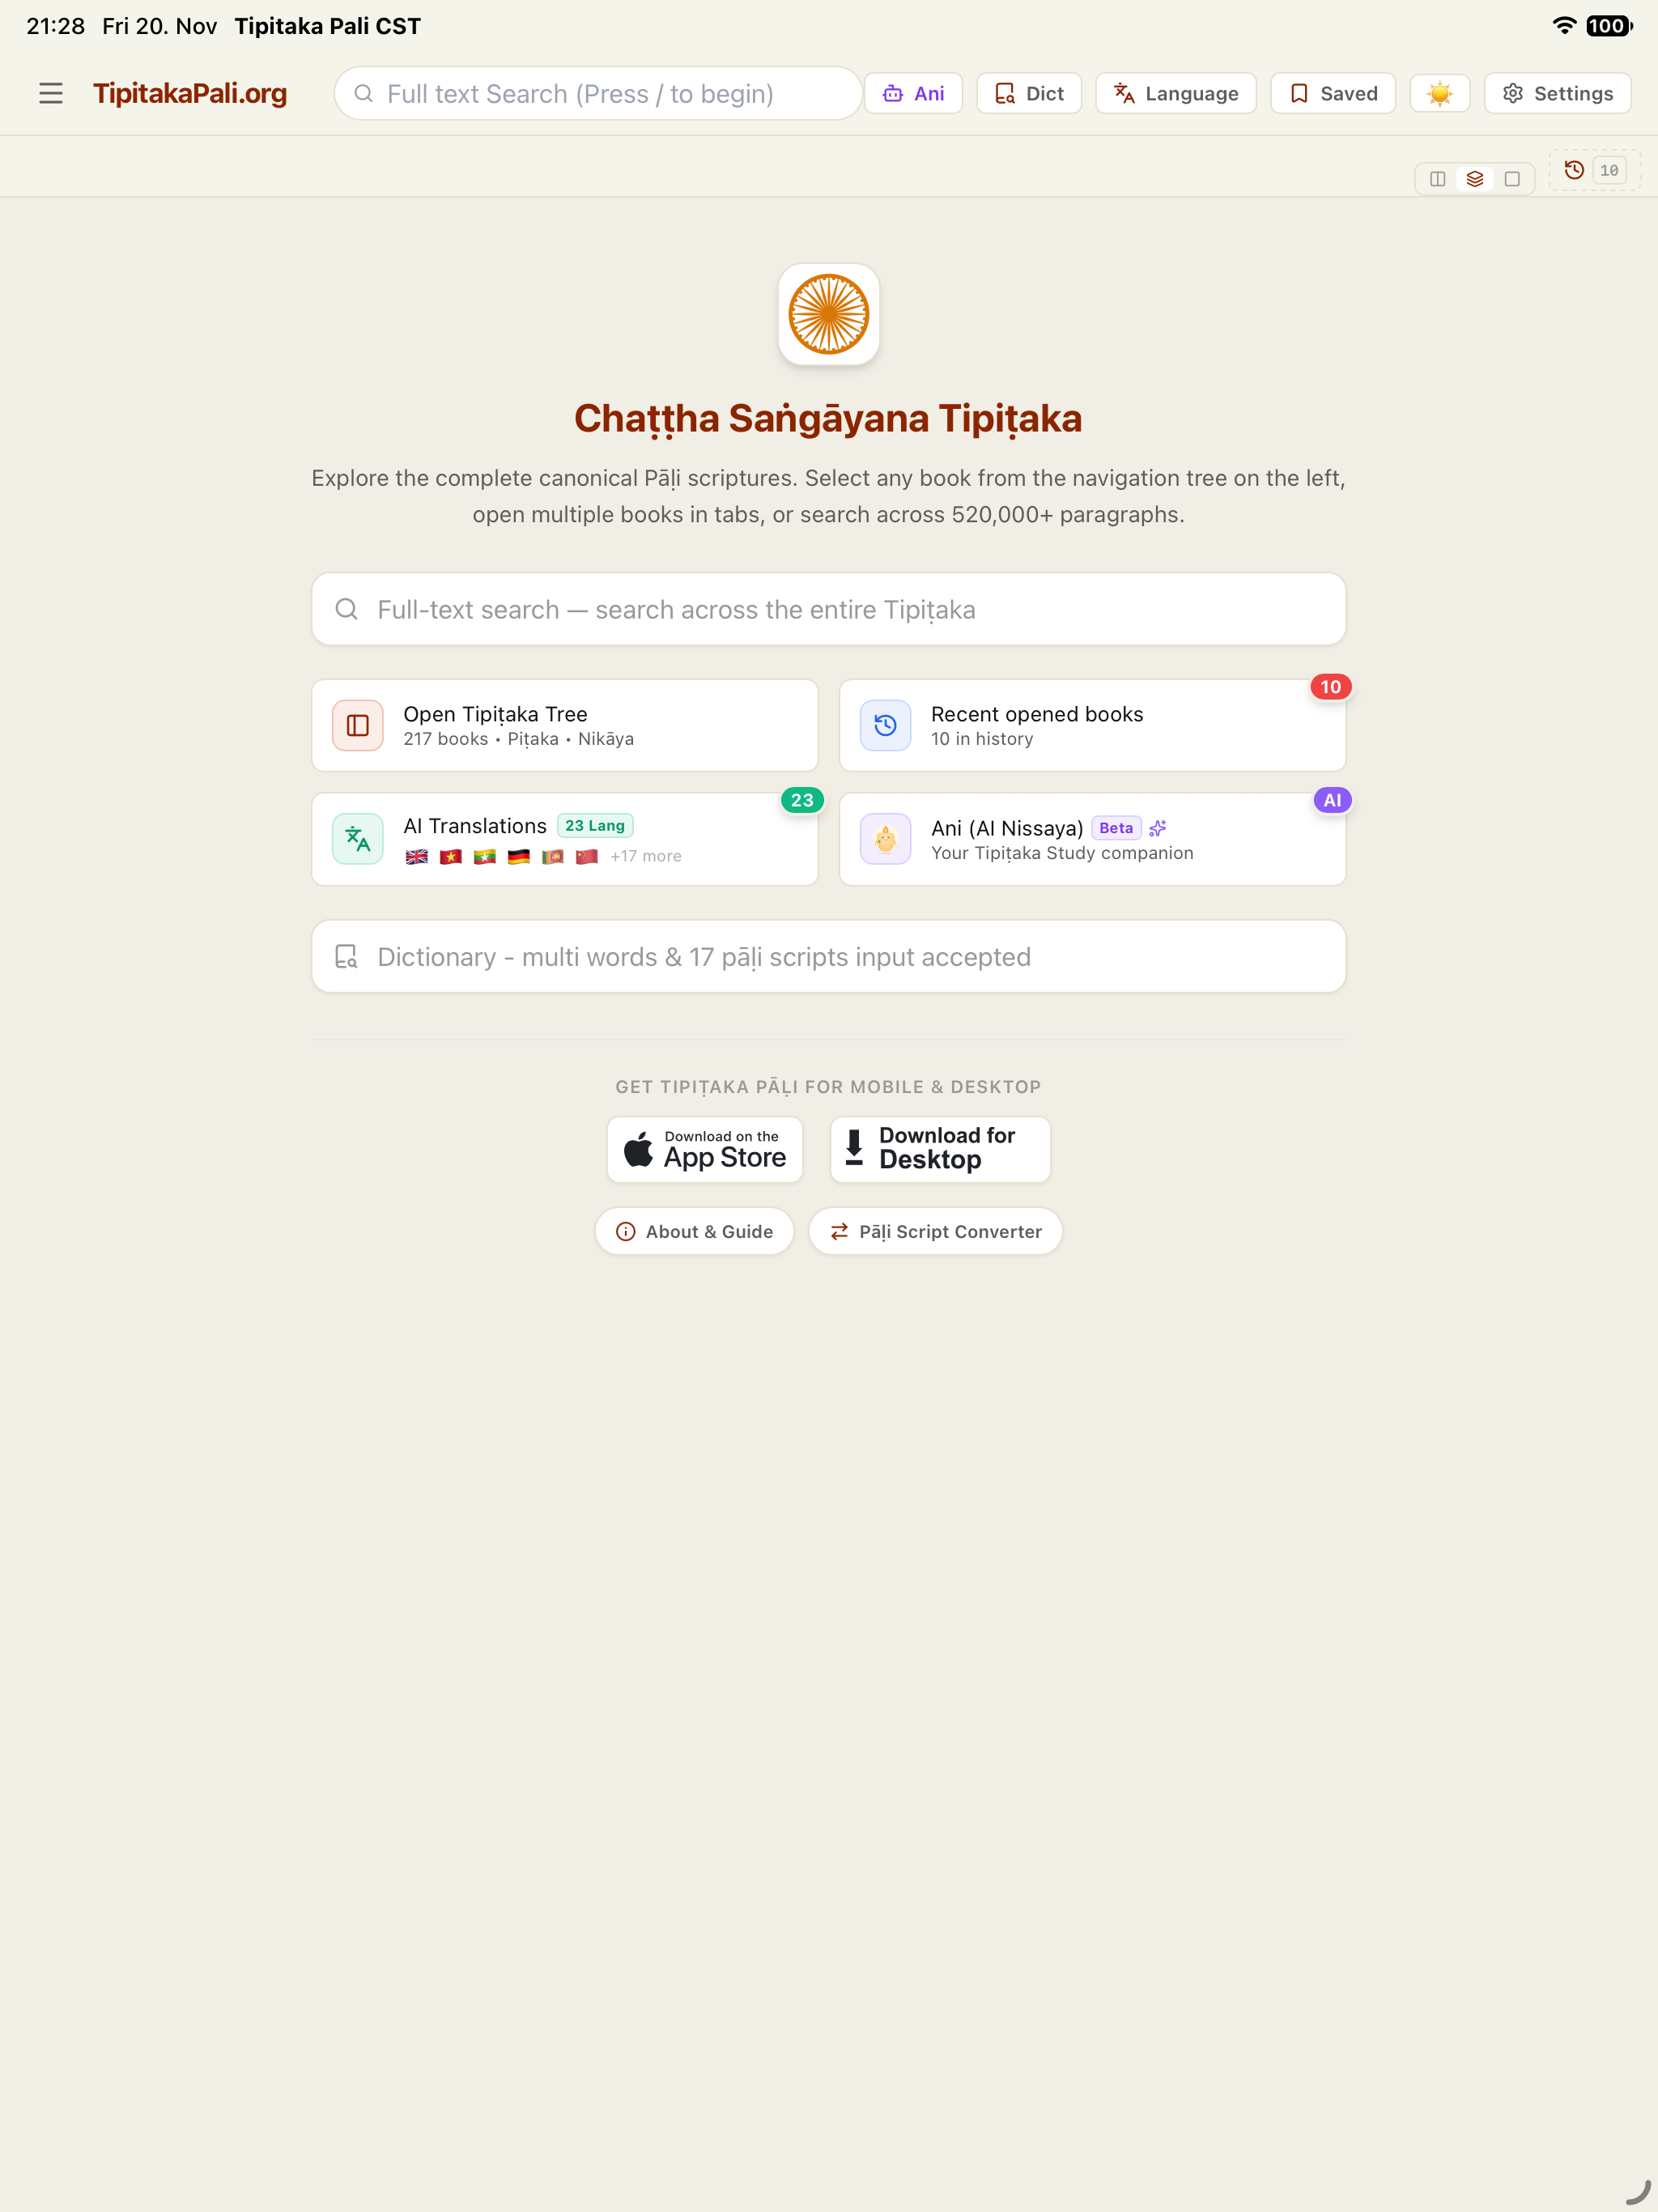 21:28 Fri 20. Nov Tipitaka Pali CST
100
TipitakaPali.org
Full text Search (Press / to begin)
Ani
Dict
Language
Saved
Settings
10
Chaṭṭha Saṅgāyana Tipiṭaka
Explore the complete canonical Pāḷi scriptures. Select any book from the navigation tree on the left,
open multiple books in tabs, or search across 520,000+ paragraphs.
Full-text search — search across the entire Tipiṭaka
Open Tipiṭaka Tree
217 books • Piṭaka • Nikāya
10
Recent opened books
10 in history
23
AI Translations 23 Lang
+17 more
AI
Ani (AI Nissaya) Beta
Your Tipiṭaka Study companion
Dictionary - multi words & 17 pāḷi scripts input accepted
GET TIPIṬAKA PĀḶI FOR MOBILE & DESKTOP
Download on the
App Store
Download for
Desktop
About & Guide
Pāḷi Script Converter